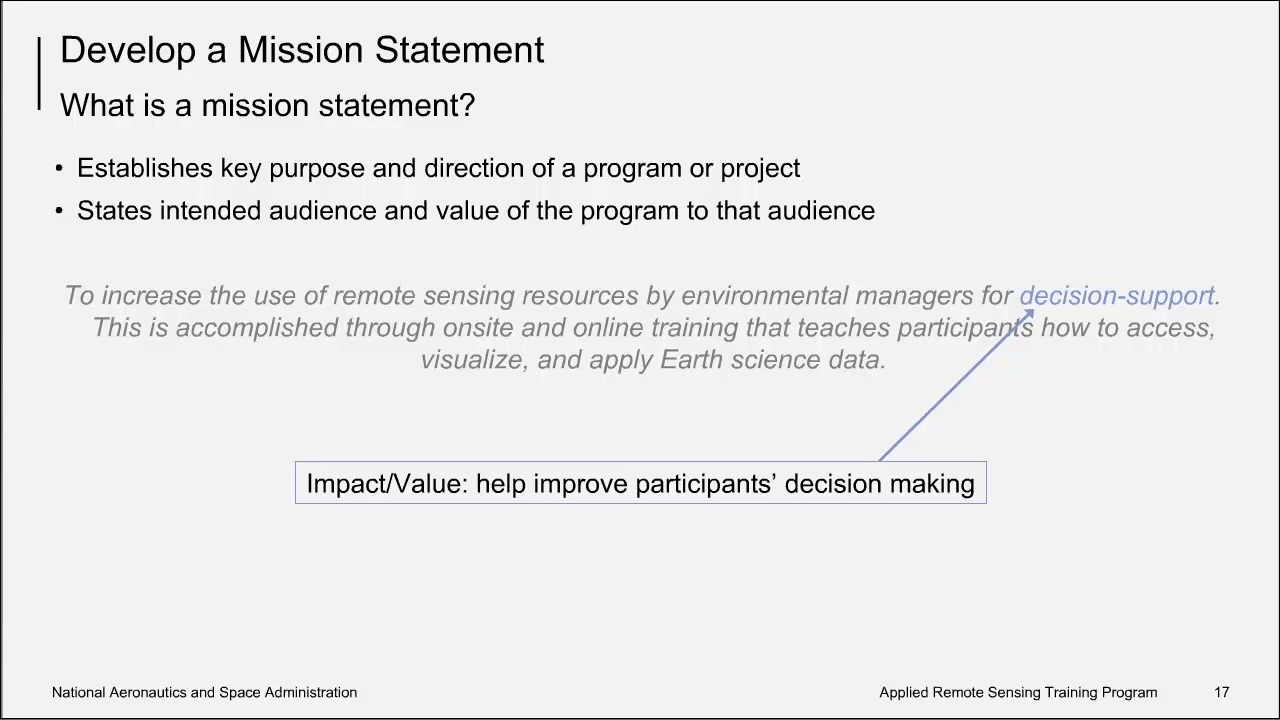 Develop a Mission Statement
What is a mission statement?
• Establishes key purpose and direction of a program or project
• States intended audience and value of the program to that audience
To increase the use of remote sensing resources by environmental managers for decision-support.
This is accomplished through onsite and online training that teaches participants how to access,
visualize, and apply Earth science data.
Impact/Value: help improve participants’ decision making
National Aeronautics and Space Administration
Applied Remote Sensing Training Program
17